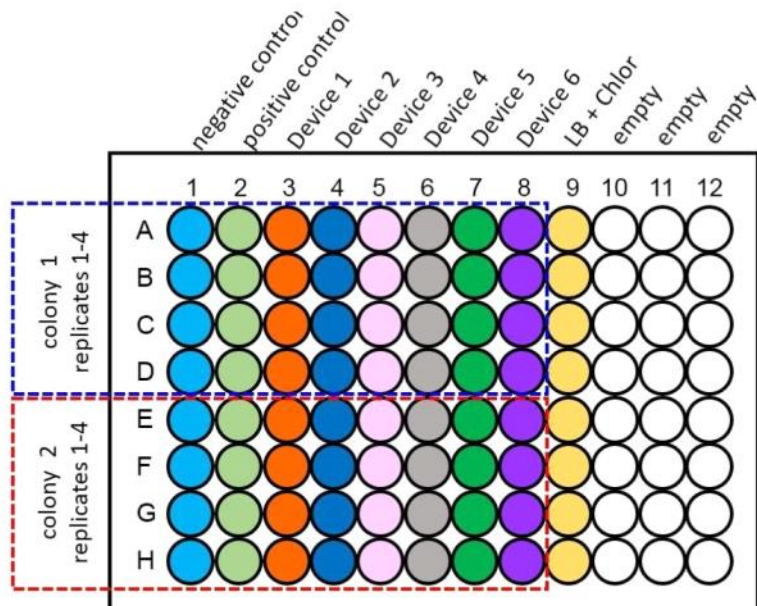 negative control
positive control
Device 1
Device 2
Device 3
Device 4
Device 5
Device 6
LB + Chlor
empty
empty
empty
1 2 3 4 5 6 7 8 9 10 11 12
A
B
C
D
E
F
G
H
colony 1
replicates 1-4
colony 2
replicates 1-4